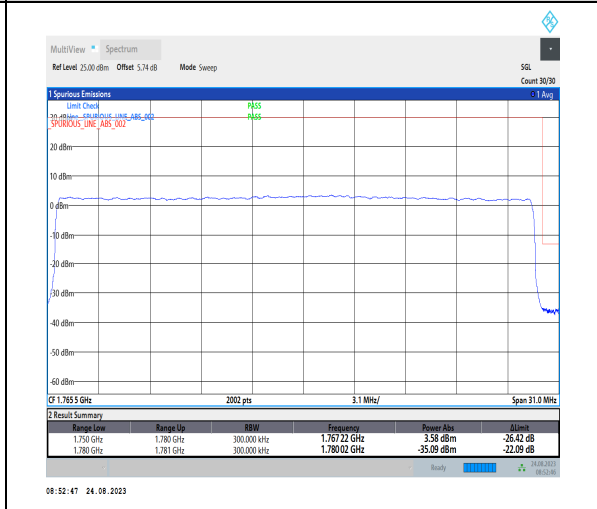 MultiView Spectrum
Ref Level 25.00 dBm Offset 5.74 dB Mode Sweep SGL
Count 30/30
1 Spurious Emissions 1 Avg
Limit Check PASS
Line _SPURIOUS_LINE_ABS_002 PASS
_SPURIOUS_LINE_ABS_002
20 dBm
10 dBm
0 dBm
-10 dBm
-20 dBm
-30 dBm
-40 dBm
-50 dBm
-60 dBm
CF 1.765 5 GHz 2002 pts 3.1 MHz/ Span 31.0 MHz
2 Result Summary
Range Low Range Up RBW Frequency Power Abs ΔLimit
1.750 GHz 1.780 GHz 300.000 kHz 1.767 22 GHz 3.58 dBm -26.42 dB
1.780 GHz 1.781 GHz 300.000 kHz 1.780 02 GHz -35.09 dBm -22.09 dB
Ready 24.08.2023
08:52:46
08:52:47 24.08.2023